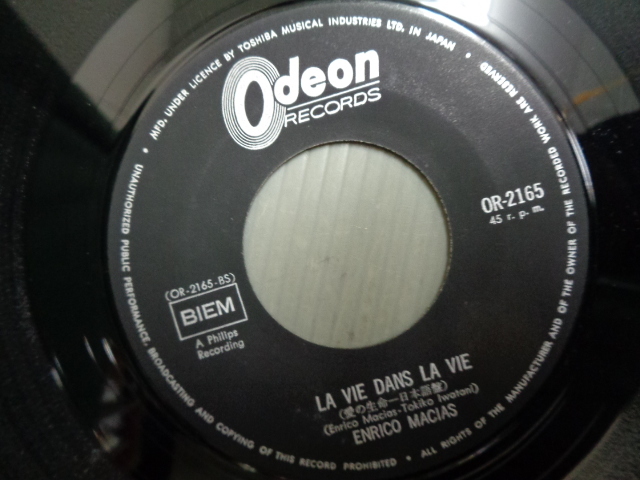 MFD. UNDER LICENCE BY TOSHIBA MUSICAL INDUSTRIES LTD. IN JAPAN
Odeon
RECORDS
OR-2165
45 r. p. m.
(OR-2165-BS)
BIEM
A Philips
Recording
LA VIE DANS LA VIE
(愛の生命―日本語盤)
(Enrico Macias-Tokiko Iwatani)
ENRICO MACIAS
ALL RIGHTS OF THE MANUFACTURER AND OF THE OWNER OF THE RECORDED WORK ARE RESERVED
UNAUTHORIZED PUBLIC PERFORMANCE, BROADCASTING AND COPYING OF THIS RECORD PROHIBITED